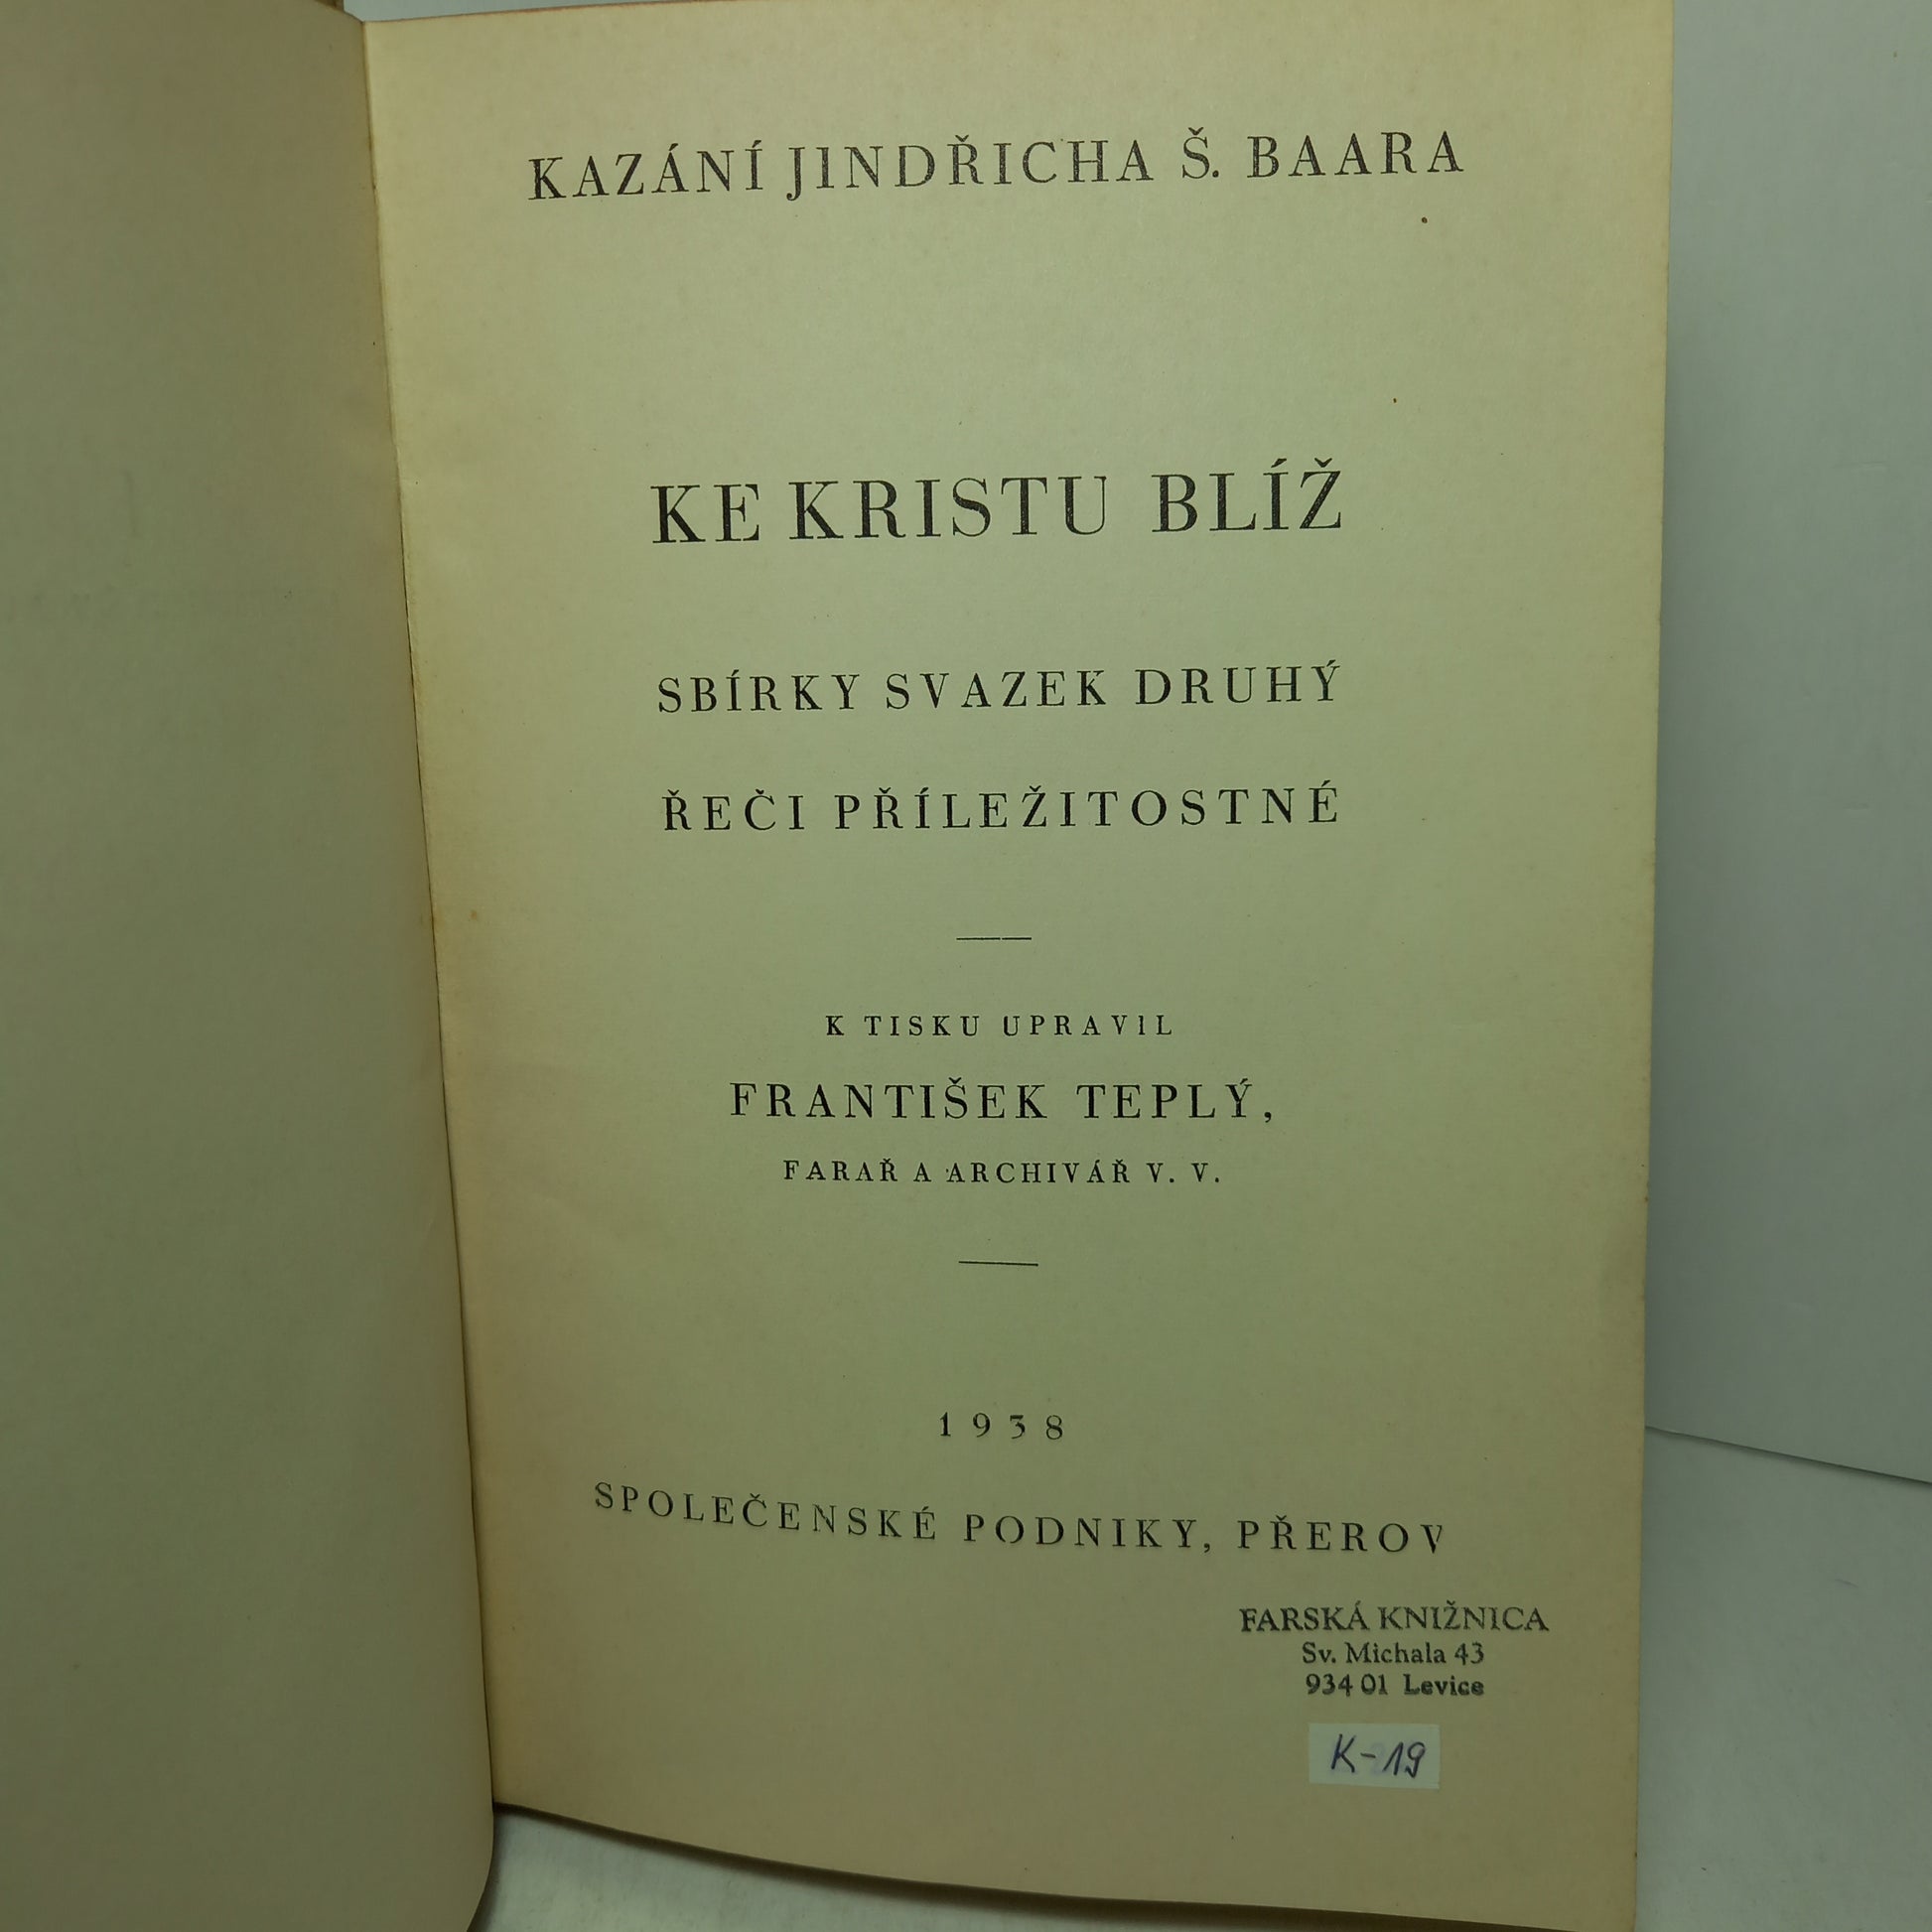 KAZÁNÍ JINDŘICHA Š. BAARA
KE KRISTU BLÍŽ
SBÍRKY SVAZEK DRUHÝ
ŘEČI PŘÍLEŽITOSTNÉ
K TISKU UPRAVIL
FRANTIŠEK TEPLÝ,
FARAŘ A ARCHIVÁŘ V. V.
1938
SPOLEČENSKÉ PODNIKY, PŘEROV
FARSKÁ KNIŽNICA
Sv. Michala 43
934 01 Levice
K-19